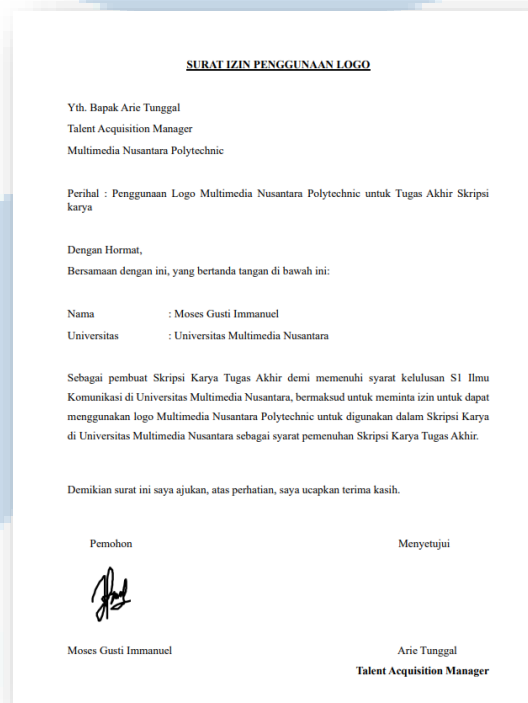 SURAT IZIN PENGGUNAAN LOGO
Yth. Bapak Arie Tunggal
Talent Acquisition Manager
Multimedia Nusantara Polytechnic
Perihal : Penggunaan Logo Multimedia Nusantara Polytechnic untuk Tugas Akhir Skripsi
karya
Dengan Hormat,
Bersamaan dengan ini, yang bertanda tangan di bawah ini:
Nama : Moses Gusti Immanuel
Universitas : Universitas Multimedia Nusantara
Sebagai pembuat Skripsi Karya Tugas Akhir demi memenuhi syarat kelulusan S1 Ilmu
Komunikasi di Universitas Multimedia Nusantara, bermaksud untuk meminta izin untuk dapat
menggunakan logo Multimedia Nusantara Polytechnic untuk digunakan dalam Skripsi Karya
di Universitas Multimedia Nusantara sebagai syarat pemenuhan Skripsi Karya Tugas Akhir.
Demikian surat ini saya ajukan, atas perhatian, saya ucapkan terima kasih.
Pemohon Menyetujui
Moses Gusti Immanuel Arie Tunggal
Talent Acquisition Manager